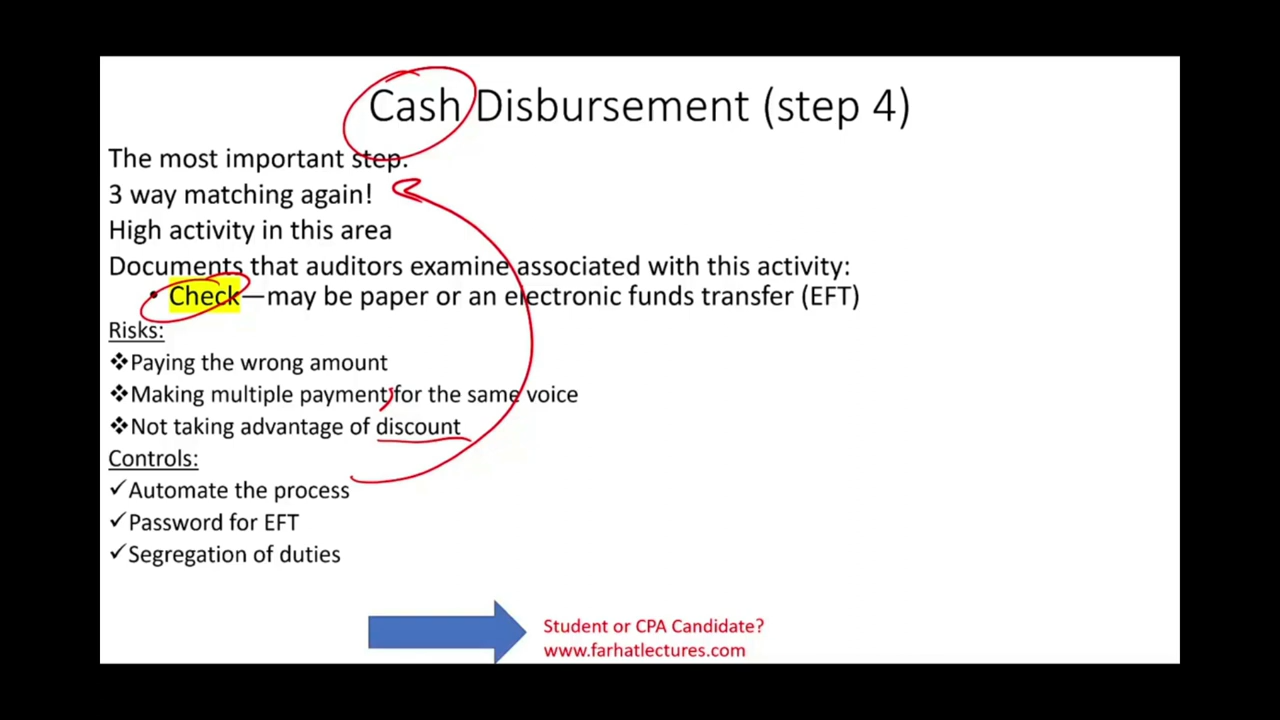 Cash Disbursement (step 4)
The most important step.
3 way matching again!
High activity in this area
Documents that auditors examine associated with this activity:
• Check—may be paper or an electronic funds transfer (EFT)
Risks:
❖Paying the wrong amount
❖Making multiple payment for the same voice
❖Not taking advantage of discount
Controls:
✓Automate the process
✓Password for EFT
✓Segregation of duties
Student or CPA Candidate?
www.farhatlectures.com